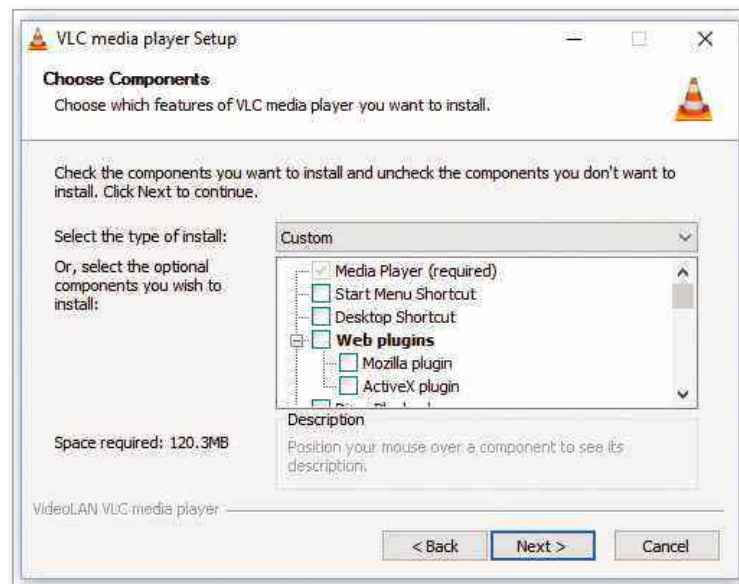 VLC media player Setup
Choose Components
Choose which features of VLC media player you want to install.
Check the components you want to install and uncheck the components you don't want to
install. Click Next to continue.
Select the type of install:
Custom
Or, select the optional
components you wish to
install:
Media Player (required)
Start Menu Shortcut
Desktop Shortcut
Web plugins
Mozilla plugin
ActiveX plugin
Space required: 120.3MB
Description
Position your mouse over a component to see its
description.
VideoLAN VLC media player
< Back
Next >
Cancel